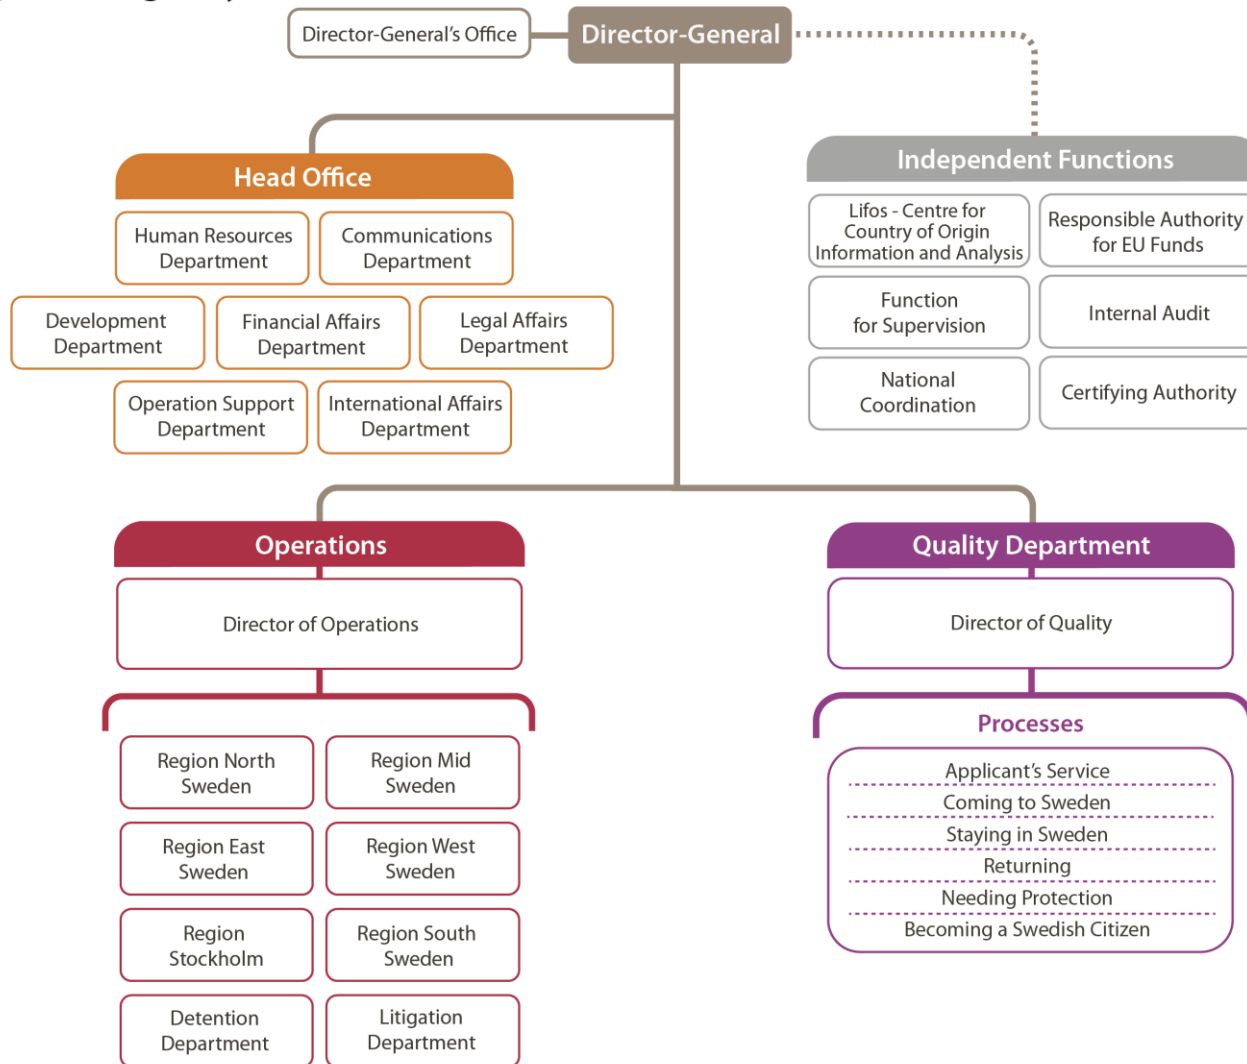 Director-General's Office
Director-General
Head Office
Human Resources
Department
Communications
Department
Development
Department
Financial Affairs
Department
Legal Affairs
Department
Operation Support
Department
International Affairs
Department
Independent Functions
Lifos - Centre for
Country of Origin
Information and Analysis
Responsible Authority
for EU Funds
Function
for Supervision
Internal Audit
National
Coordination
Certifying Authority
Operations
Director of Operations
Region North
Sweden
Region Mid
Sweden
Region East
Sweden
Region West
Sweden
Region
Stockholm
Region South
Sweden
Detention
Department
Litigation
Department
Quality Department
Director of Quality
Processes
Applicant's Service
Coming to Sweden
Staying in Sweden
Returning
Needing Protection
Becoming a Swedish Citizen